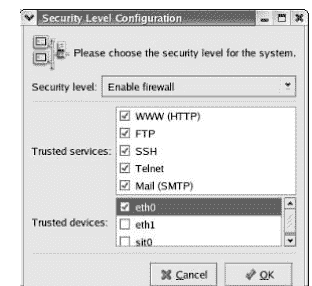 Security Level Configuration
Please choose the security level for the system.
Security level: Enable firewall
WWW (HTTP)
FTP
Trusted services: SSH
Telnet
Mail (SMTP)
eth0
Trusted devices: eth1
sit0
Cancel OK